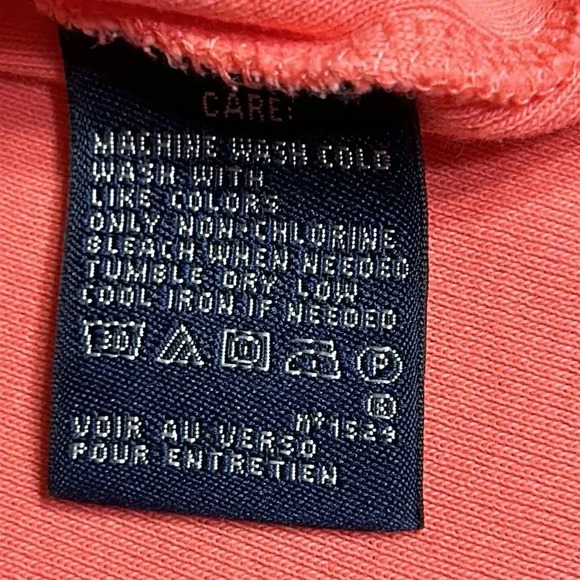 CARE:
MACHINE WASH COLD
WASH WITH
LIKE COLORS
ONLY NON-CHLORINE
BLEACH WHEN NEEDED
TUMBLE DRY LOW
COOL IRON IF NEEDED
30
P
®
VOIR AU VERSO
POUR ENTRETIEN